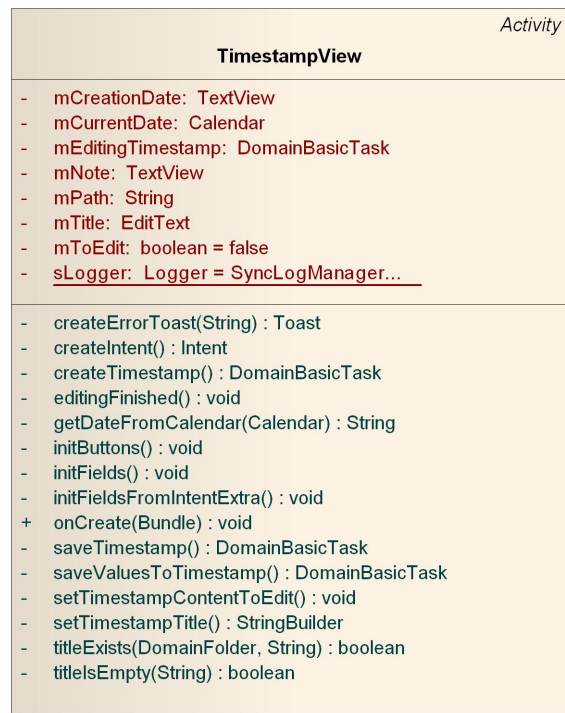 Activity
TimestampView
- mCreationDate: TextView
- mCurrentDate: Calendar
- mEditingTimestamp: DomainBasicTask
- mNote: TextView
- mPath: String
- mTitle: EditText
- mToEdit: boolean = false
- sLogger: Logger = SyncLogManager...
- createErrorToast(String) : Toast
- createIntent() : Intent
- createTimestamp() : DomainBasicTask
- editingFinished() : void
- getDateFromCalendar(Calendar) : String
- initButtons() : void
- initFields() : void
- initFieldsFromIntentExtra() : void
+ onCreate(Bundle) : void
- saveTimestamp() : DomainBasicTask
- saveValuesToTimestamp() : DomainBasicTask
- setTimestampContentToEdit() : void
- setTimestampTitle() : StringBuilder
- titleExists(DomainFolder, String) : boolean
- titleIsEmpty(String) : boolean